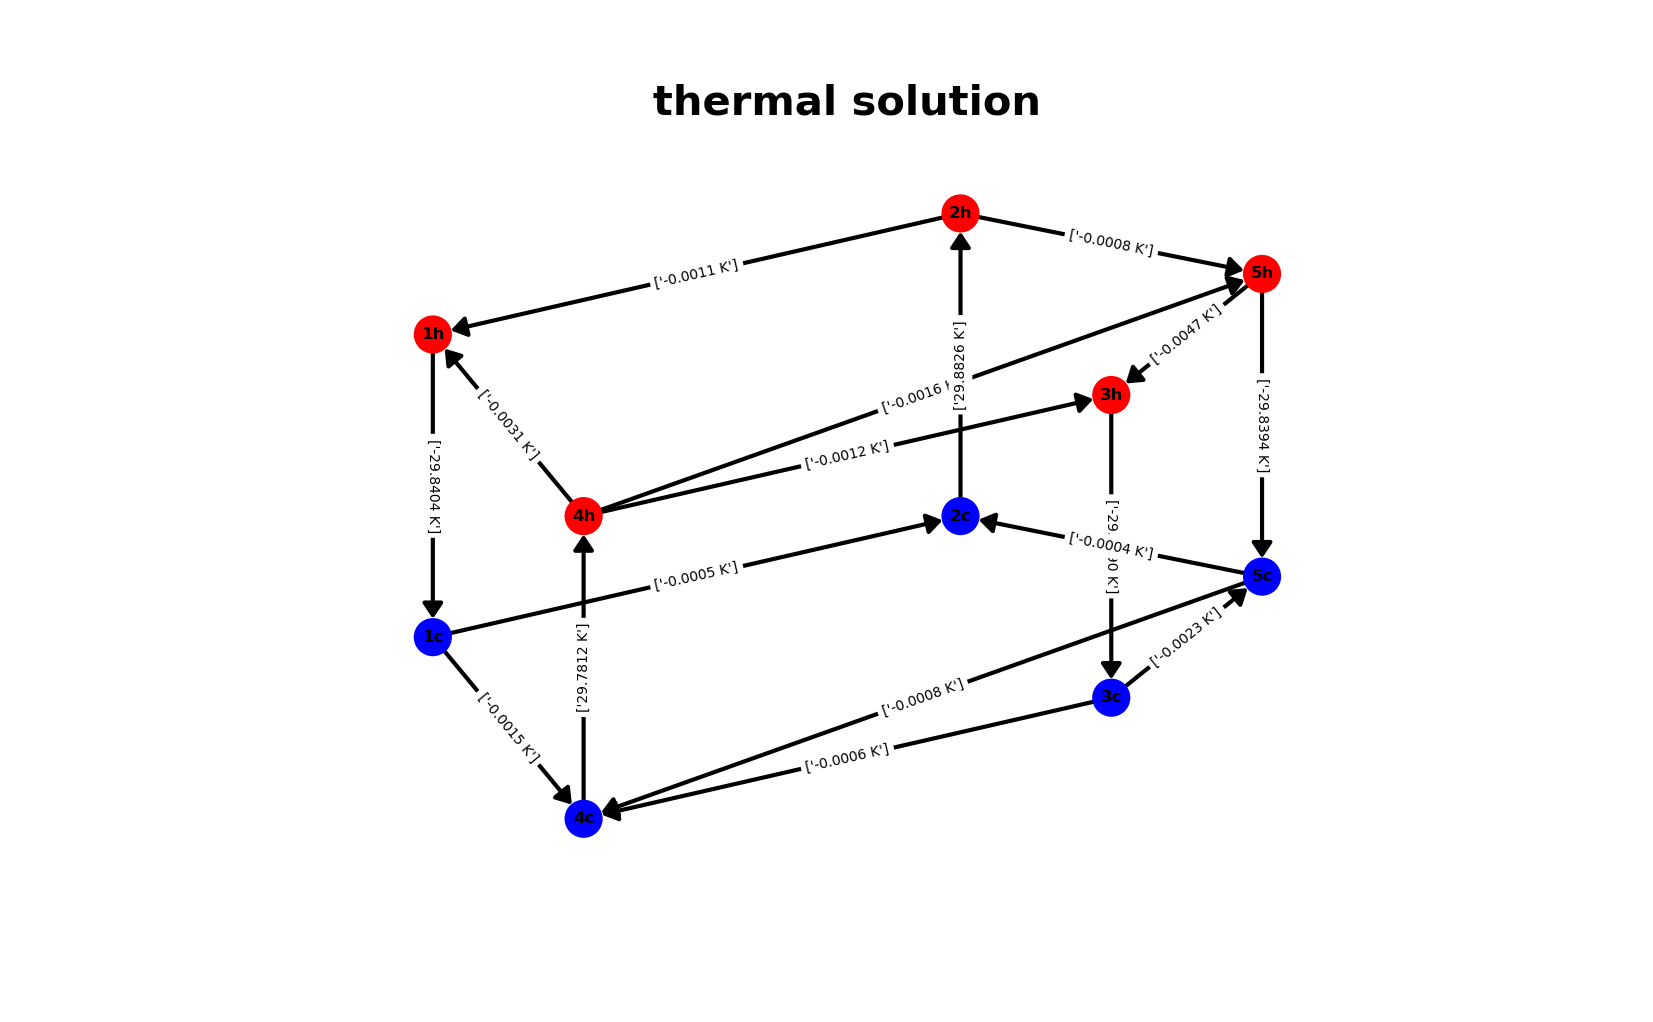 thermal solution
2h
['-0.0008 K']
5h
['-0.0011 K']
1h
['-0.0047 K']
['29.8826 K']
['-0.0016
3h
['-29.8394 K']
['-0.0031 K']
['-0.0012 K']
['-29.8404 K']
4h
2c
['-0.0004 K']
['-29.
0 K']
5c
['-0.0005 K']
1c
['-0.0023 K']
['29.7812 K']
['-0.0008 K']
3c
['-0.0015 K']
['-0.0006 K']
4c